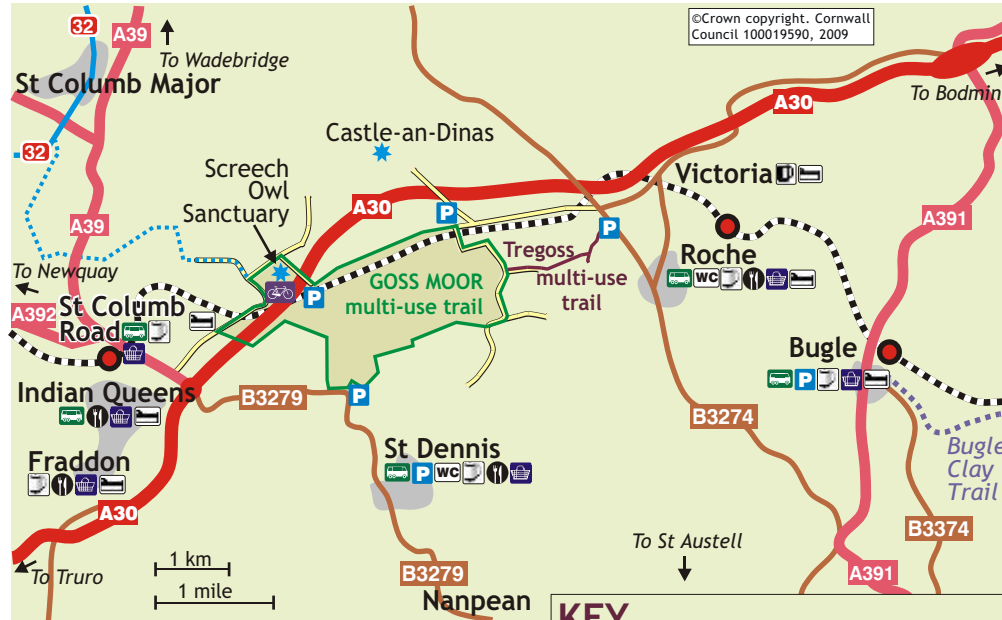 ©Crown copyright. Cornwall
Council 100019590, 2009
32
A39
To Wadebridge
St Columb Major
To Bodmin
A30
Castle-an-Dinas
32
Screech
Owl
Sanctuary
Victoria
A30
A39
A391
P
P
Tregoss
multi-use
trail
Roche
WC
To Newquay
GOSS MOOR
multi-use trail
P
St Columb
Road
A392
Bugle
P
Indian Queens
B3279
P
B3274
St Dennis
P
WC
Fraddon
Bugle
Clay
Trail
A30
B3374
To St Austell
1 km
To Truro
B3279
A391
1 mile
Nanpean
KEY